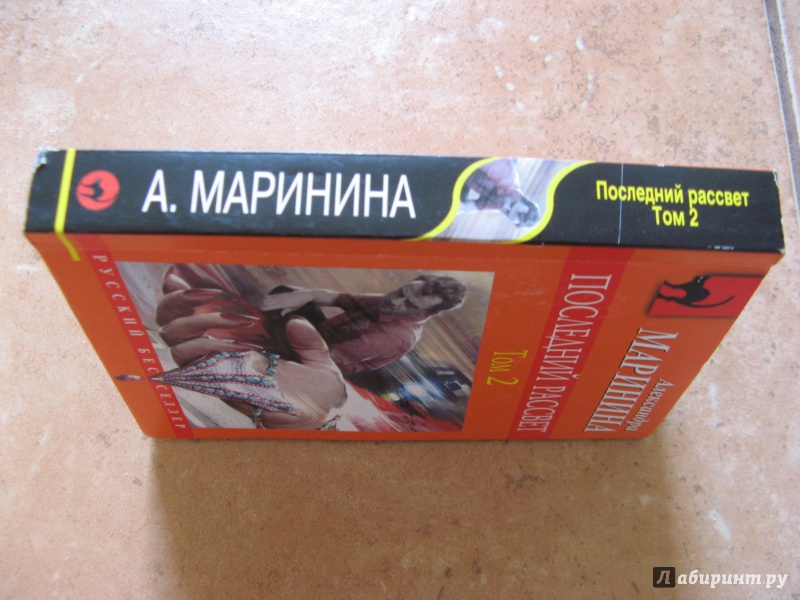 А. МАРИНИНА
Последний рассвет
Том 2
Александра
МАРИНИНА
ПОСЛЕДНИЙ РАССВЕТ
Том 2
РУССКИЙ БЕСТСЕЛЛЕР
Лабиринт.ру